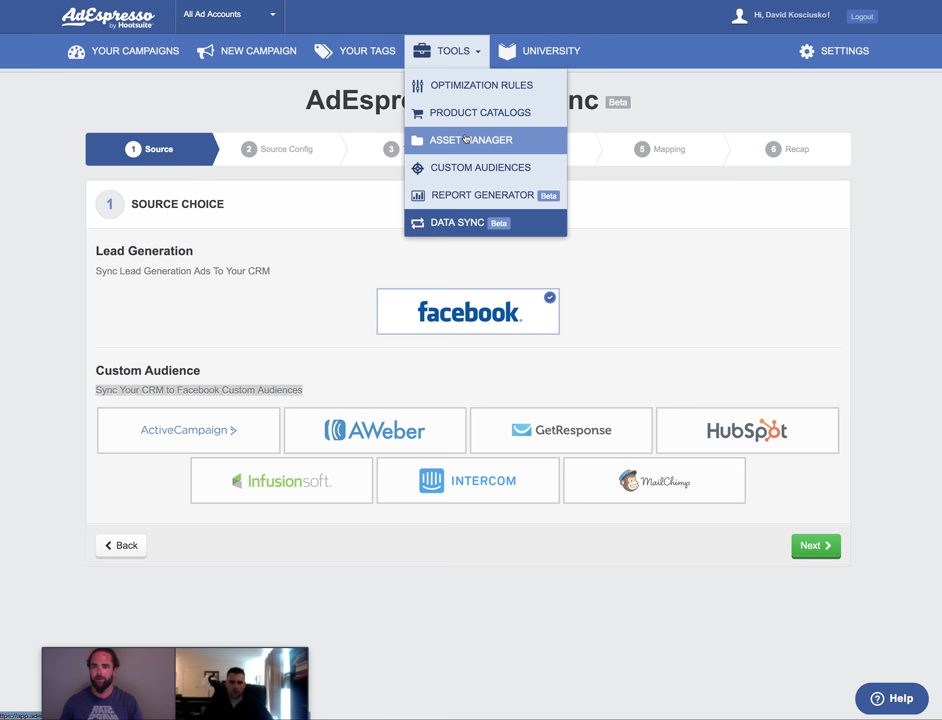 AdEspresso
by Hootsuite
All Ad Accounts
Hi, David Kosciusko!
Logout
YOUR CAMPAIGNS
NEW CAMPAIGN
YOUR TAGS
TOOLS
UNIVERSITY
SETTINGS
OPTIMIZATION RULES
PRODUCT CATALOGS
ASSET MANAGER
CUSTOM AUDIENCES
REPORT GENERATOR Beta
DATA SYNC Beta
AdEspr
nc Beta
1 Source
2 Source Config
3
5 Mapping
6 Recap
1 SOURCE CHOICE
Lead Generation
Sync Lead Generation Ads To Your CRM
facebook.
Custom Audience
Sync Your CRM to Facebook Custom Audiences
ActiveCampaign >
AWeber
GetResponse
HubSpot
Infusionsoft.
INTERCOM
MailChimp
Back
Next
Help